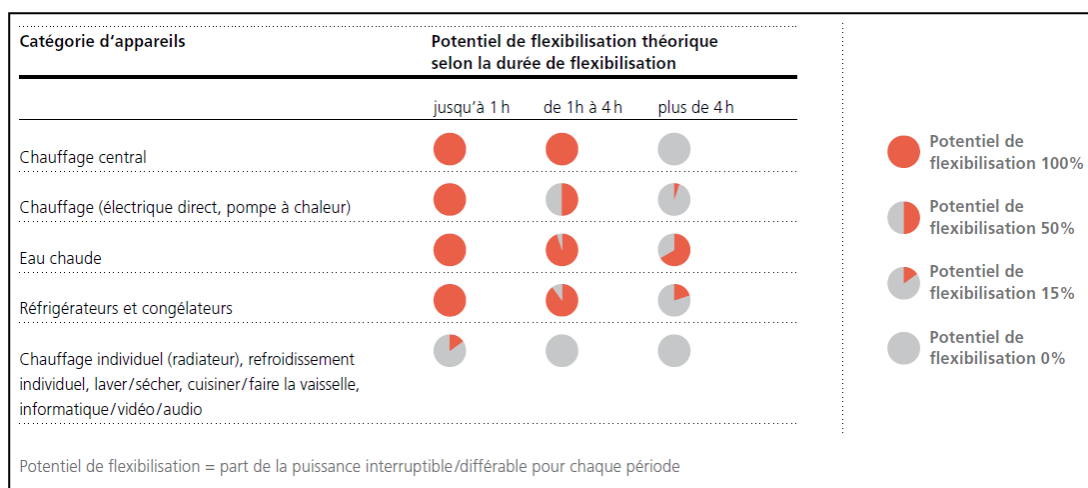 Catégorie d’appareils
Potentiel de flexibilisation théorique
selon la durée de flexibilisation
jusqu’à 1 h
de 1h à 4 h
plus de 4 h
Chauffage central
Chauffage (électrique direct, pompe à chaleur)
Eau chaude
Réfrigérateurs et congélateurs
Chauffage individuel (radiateur), refroidissement
individuel, laver/sécher, cuisiner/faire la vaisselle,
informatique/vidéo/audio
Potentiel de flexibilisation = part de la puissance interruptible/différable pour chaque période
Potentiel de
flexibilisation 100%
Potentiel de
flexibilisation 50%
Potentiel de
flexibilisation 15%
Potentiel de
flexibilisation 0%